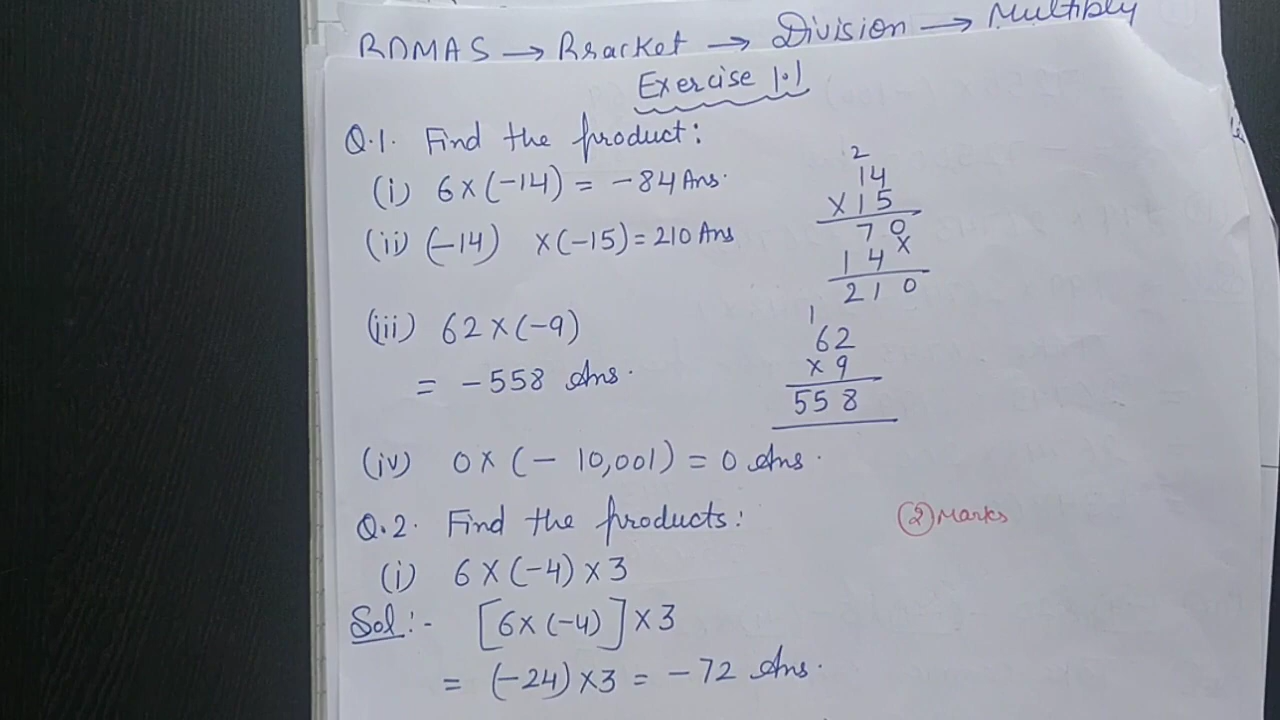 BDMAS → Bracket → Division → Multiply
Exercise 1.1
Q.1. Find the product:
(i) 6×(-14) = -84 Ans.
(ii) (-14) ×(-15) = 210 Ans
2
14
×15
70
14×
210
(iii) 62×(-9)
= -558 Ans.
1
62
×9
558
(iv) 0×(- 10,001) = 0 Ans.
Q.2. Find the products: (2) Marks
(i) 6×(-4)×3
Sol:- [6×(-4)]×3
= (-24)×3 = -72 Ans.